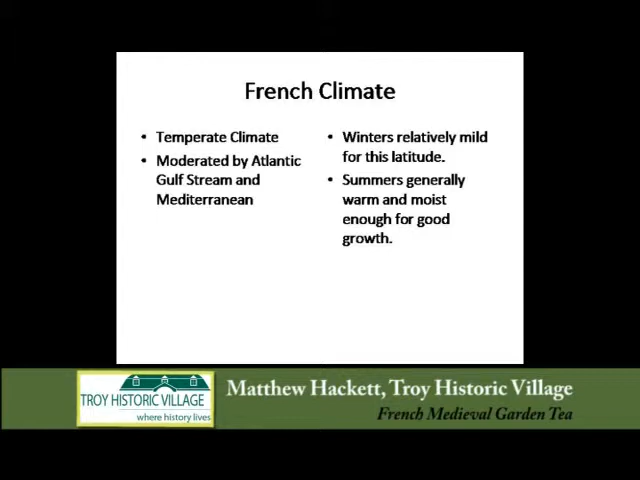 French Climate
• Temperate Climate
• Moderated by Atlantic
Gulf Stream and
Mediterranean
• Winters relatively mild
for this latitude.
• Summers generally
warm and moist
enough for good
growth.
TROY HISTORIC VILLAGE
where history lives
Matthew Hackett, Troy Historic Village
French Medieval Garden Tea